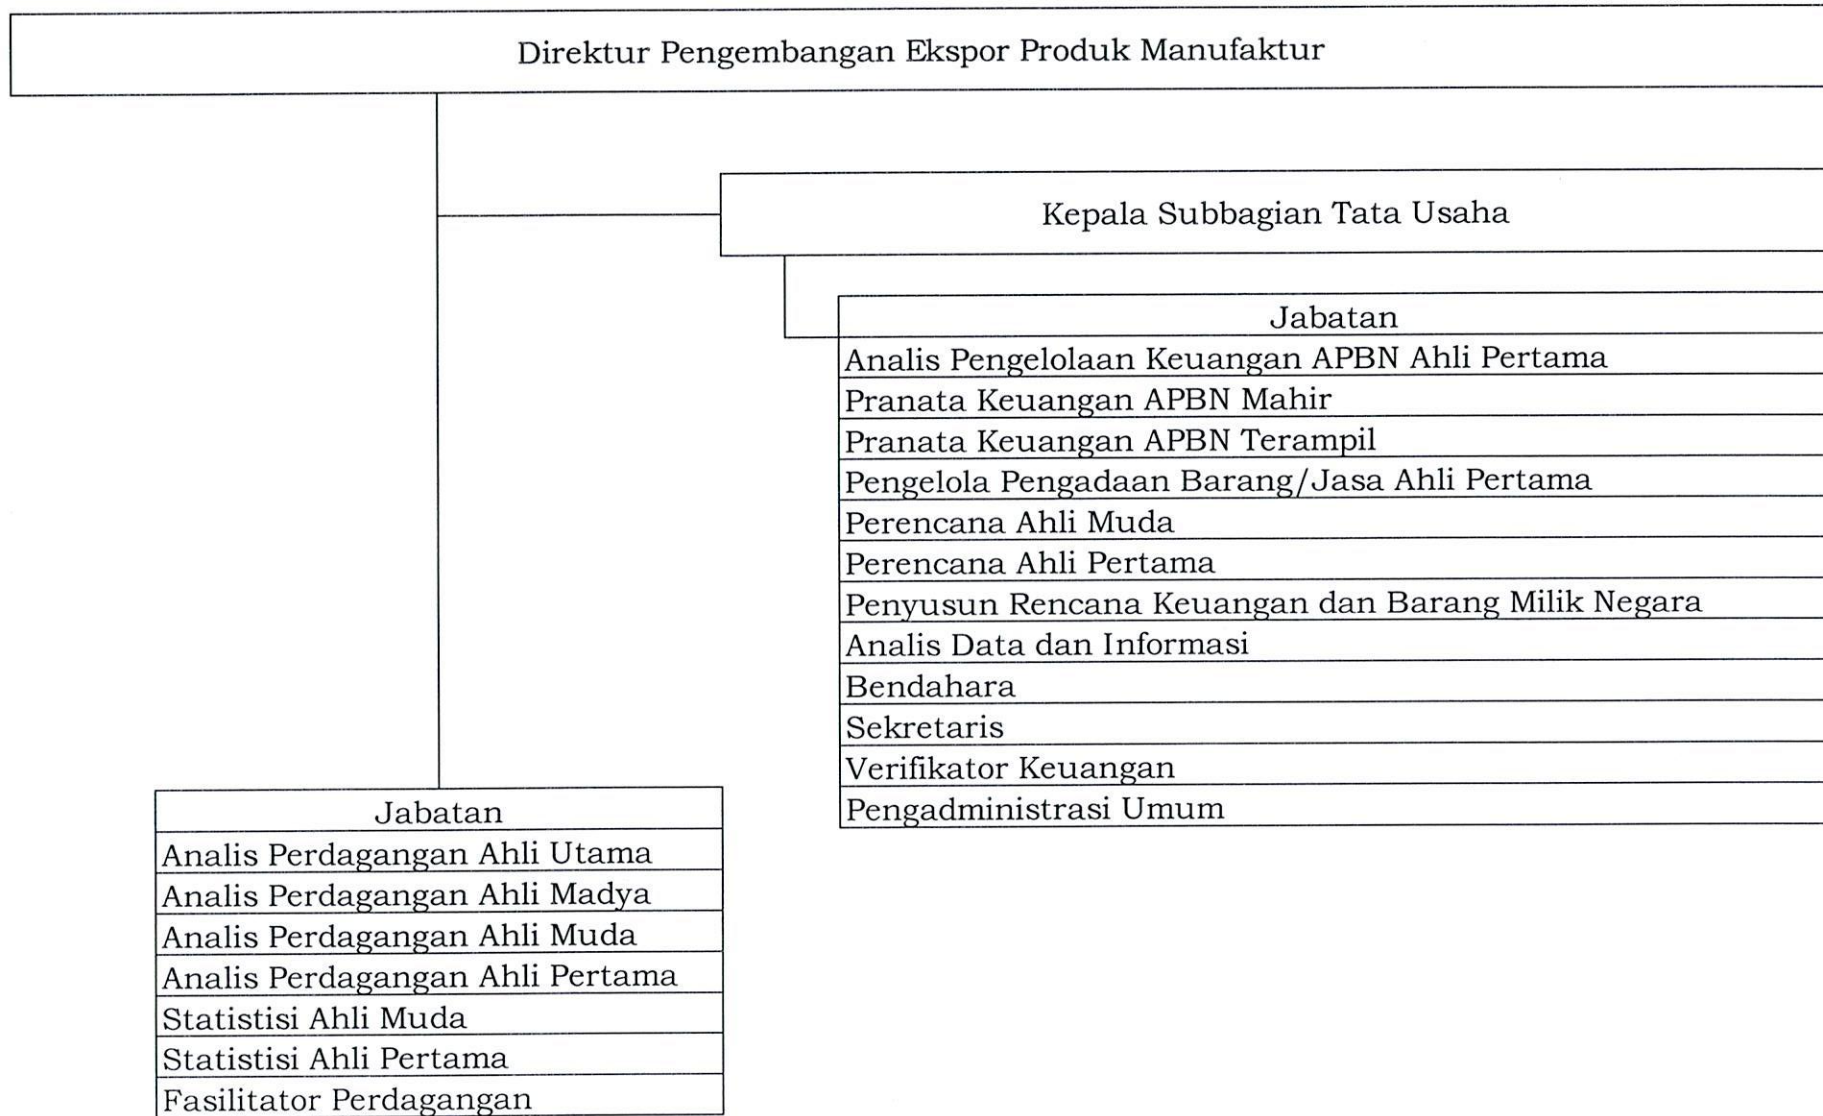 Direktur Pengembangan Ekspor Produk Manufaktur
Kepala Subbagian Tata Usaha
Jabatan
Analis Pengelolaan Keuangan APBN Ahli Pertama
Pranata Keuangan APBN Mahir
Pranata Keuangan APBN Terampil
Pengelola Pengadaan Barang/Jasa Ahli Pertama
Perencana Ahli Muda
Perencana Ahli Pertama
Penyusun Rencana Keuangan dan Barang Milik Negara
Analis Data dan Informasi
Bendahara
Sekretaris
Verifikator Keuangan
Pengadministrasi Umum
Jabatan
Analis Perdagangan Ahli Utama
Analis Perdagangan Ahli Madya
Analis Perdagangan Ahli Muda
Analis Perdagangan Ahli Pertama
Statistisi Ahli Muda
Statistisi Ahli Pertama
Fasilitator Perdagangan